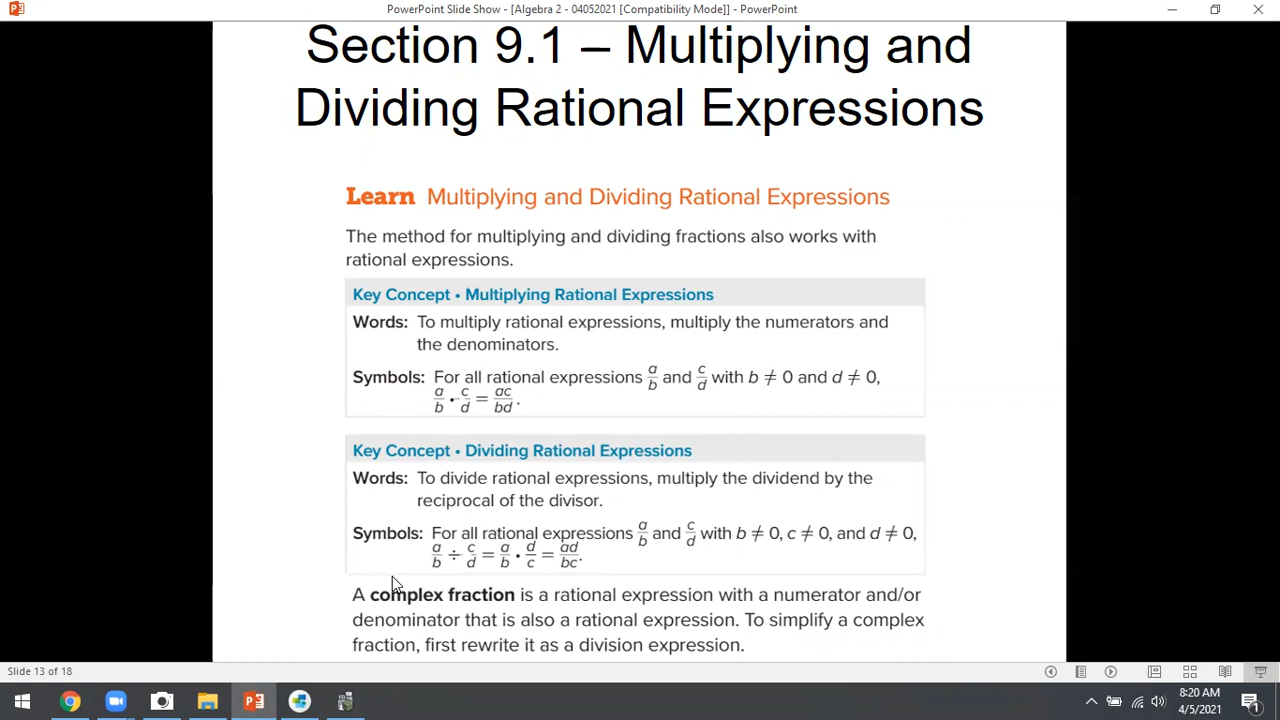 PowerPoint Slide Show - [Algebra 2 - 04052021 [Compatibility Mode]] - PowerPoint
Section 9.1 – Multiplying and
Dividing Rational Expressions
Learn Multiplying and Dividing Rational Expressions
The method for multiplying and dividing fractions also works with
rational expressions.
Key Concept • Multiplying Rational Expressions
Words: To multiply rational expressions, multiply the numerators and
the denominators.
Symbols: For all rational expressions a/b and c/d with b ≠ 0 and d ≠ 0,
a/b • c/d = ac/bd.
Key Concept • Dividing Rational Expressions
Words: To divide rational expressions, multiply the dividend by the
reciprocal of the divisor.
Symbols: For all rational expressions a/b and c/d with b ≠ 0, c ≠ 0, and d ≠ 0,
a/b ÷ c/d = a/b • d/c = ad/bc.
A complex fraction is a rational expression with a numerator and/or
denominator that is also a rational expression. To simplify a complex
fraction, first rewrite it as a division expression.
Slide 13 of 18
8:20 AM
4/5/2021
1